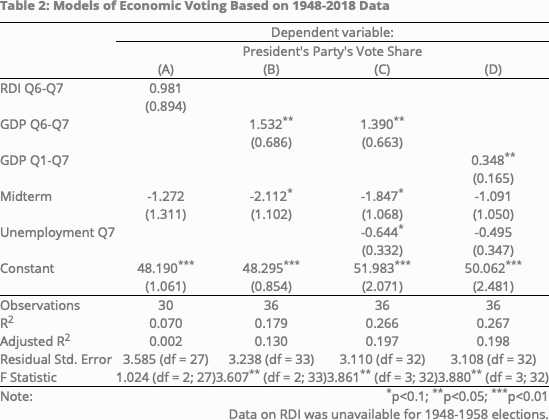 Table 2: Models of Economic Voting Based on 1948-2018 Data
Dependent variable:
President's Party's Vote Share
(A) (B) (C) (D)
RDI Q6-Q7 0.981
(0.894)
GDP Q6-Q7 1.532** 1.390**
(0.686) (0.663)
GDP Q1-Q7 0.348**
(0.165)
Midterm -1.272 -2.112* -1.847* -1.091
(1.311) (1.102) (1.068) (1.050)
Unemployment Q7 -0.644* -0.495
(0.332) (0.347)
Constant 48.190*** 48.295*** 51.983*** 50.062***
(1.061) (0.854) (2.071) (2.481)
Observations 30 36 36 36
R2 0.070 0.179 0.266 0.267
Adjusted R2 0.002 0.130 0.197 0.198
Residual Std. Error 3.585 (df = 27) 3.238 (df = 33) 3.110 (df = 32) 3.108 (df = 32)
F Statistic 1.024 (df = 2; 27) 3.607** (df = 2; 33) 3.861** (df = 3; 32) 3.880** (df = 3; 32)
Note: *p<0.1; **p<0.05; ***p<0.01
Data on RDI was unavailable for 1948-1958 elections.